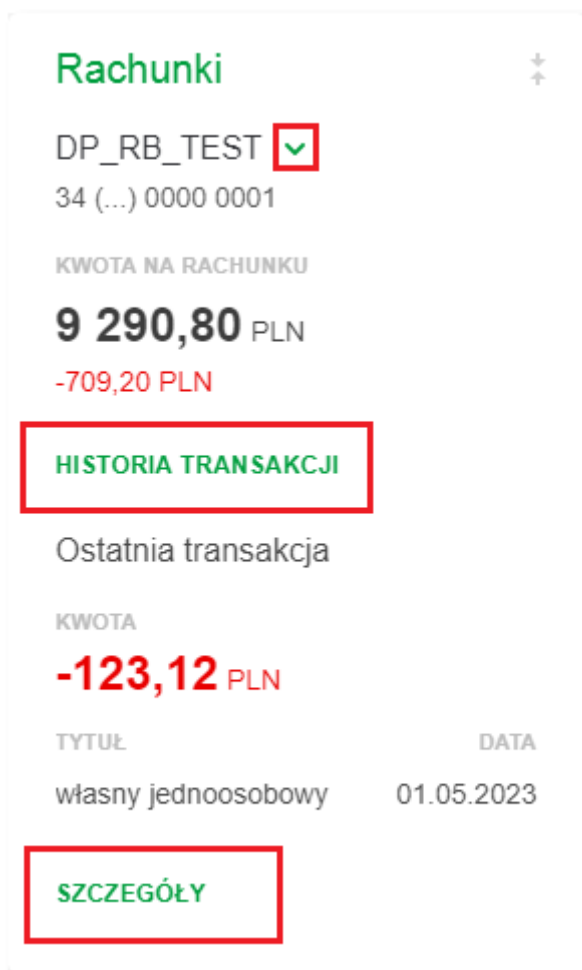 Rachunki
DP_RB_TEST
34 (...) 0000 0001
KWOTA NA RACHUNKU
9 290,80 PLN
-709,20 PLN
HISTORIA TRANSAKCJI
Ostatnia transakcja
KWOTA
-123,12 PLN
TYTUŁ DATA
własny jednoosobowy 01.05.2023
SZCZEGÓŁY